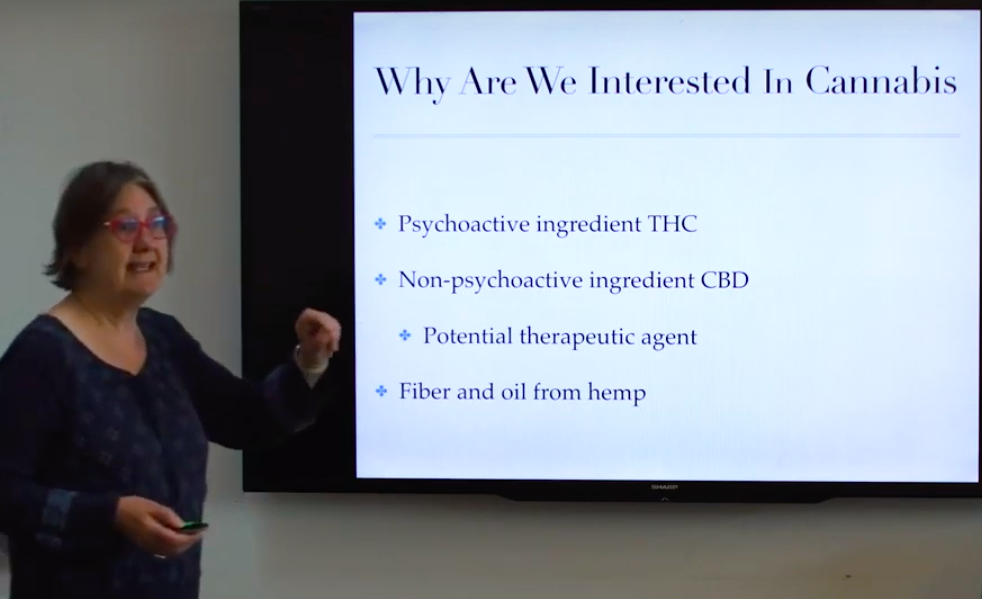 Why Are We Interested In Cannabis
Psychoactive ingredient THC
Non-psychoactive ingredient CBD
Potential therapeutic agent
Fiber and oil from hemp
SHARP